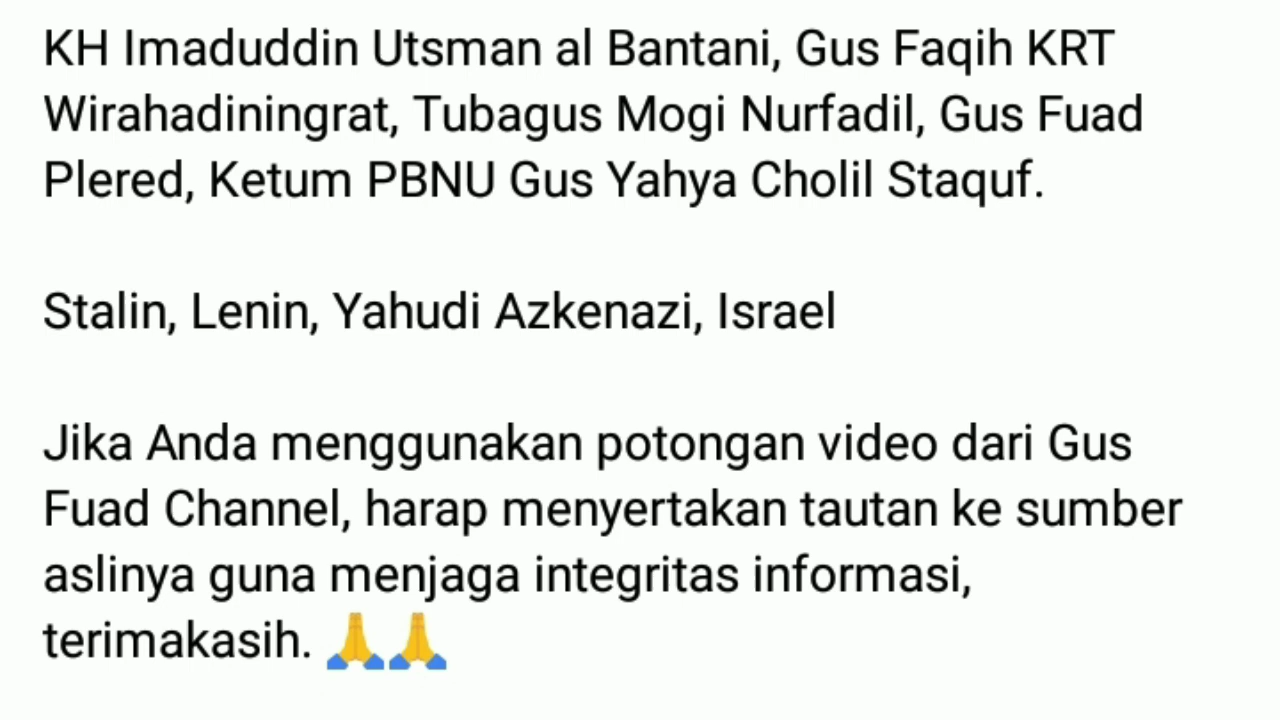 KH Imaduddin Utsman al Bantani, Gus Faqih KRT
Wirahadiningrat, Tubagus Mogi Nurfadil, Gus Fuad
Plered, Ketum PBNU Gus Yahya Cholil Staquf.
Stalin, Lenin, Yahudi Azkenazi, Israel
Jika Anda menggunakan potongan video dari Gus
Fuad Channel, harap menyertakan tautan ke sumber
aslinya guna menjaga integritas informasi,
terimakasih. 🙏🙏